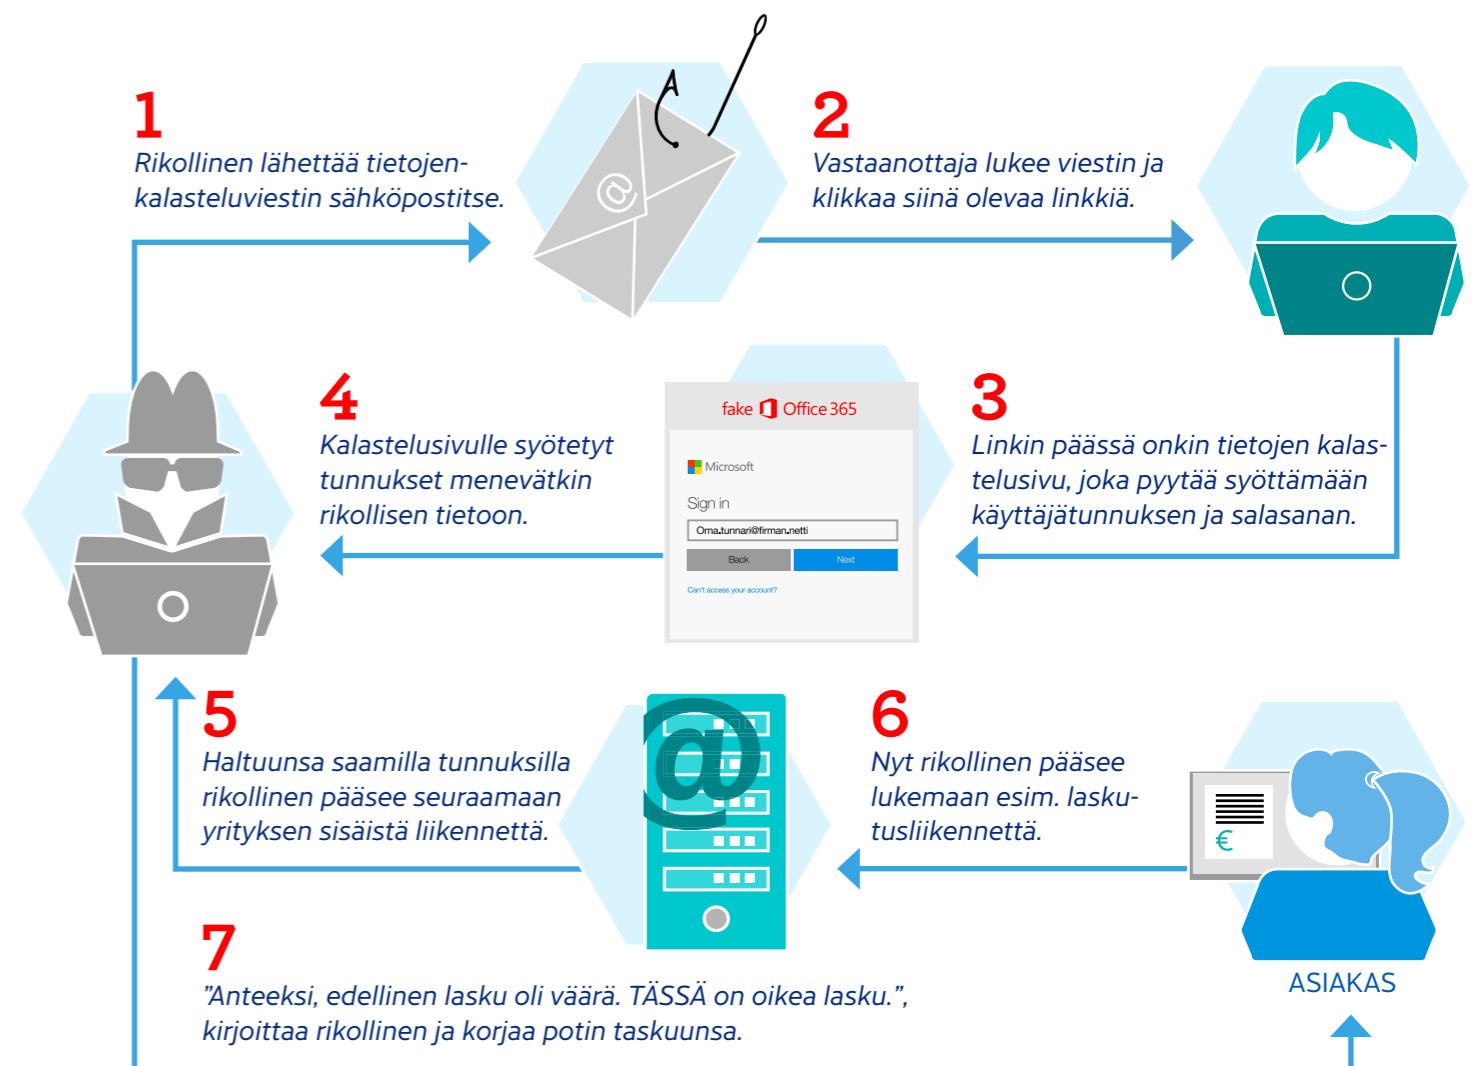 1
Rikollinen lähettää tietojen-
kalasteluviestin sähköpostitse.
@
2
Vastaanottaja lukee viestin ja
klikkaa siinä olevaa linkkiä.
3
Linkin päässä onkin tietojen kalas-
telusivu, joka pyytää syöttämään
käyttäjätunnuksen ja salasanan.
fake Office 365
Microsoft
Sign in
Oma.tunnari@firman.netti
Back Next
Can't access your account?
4
Kalastelusivulle syötetyt
tunnukset menevätkin
rikollisen tietoon.
5
Haltuunsa saamilla tunnuksilla
rikollinen pääsee seuraamaan
yrityksen sisäistä liikennettä.
@
6
Nyt rikollinen pääsee
lukemaan esim. lasku-
tusliikennettä.
€
ASIAKAS
7
”Anteeksi, edellinen lasku oli väärä. TÄSSÄ on oikea lasku.”,
kirjoittaa rikollinen ja korjaa potin taskuunsa.